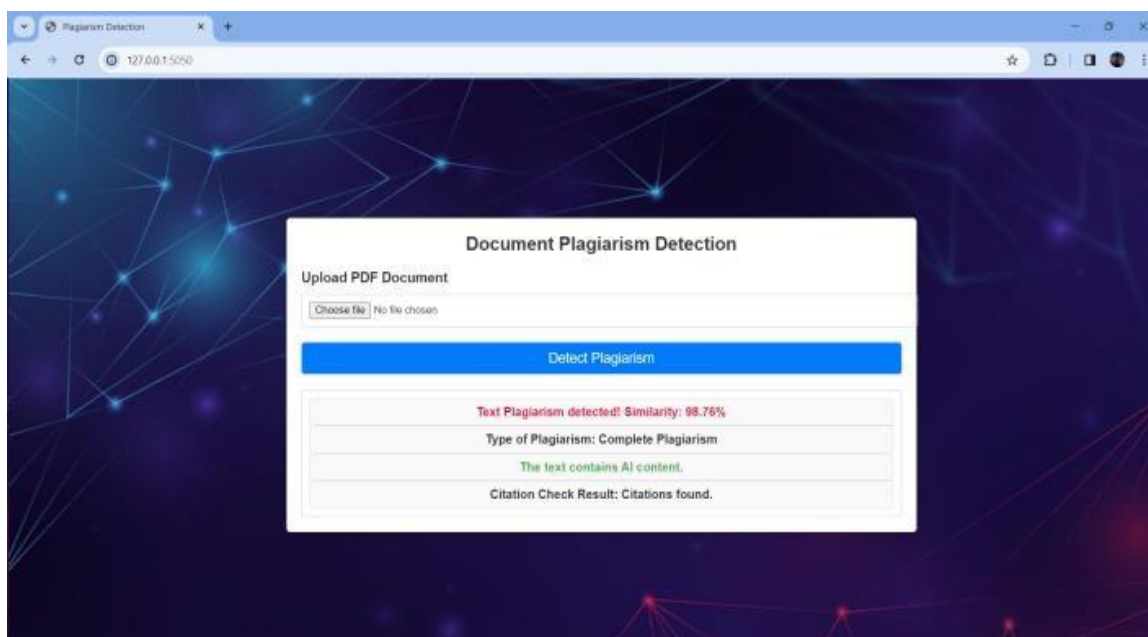 Plagiarism Detection
127.0.0.1:5050
Document Plagiarism Detection
Upload PDF Document
Choose file No file chosen
Detect Plagiarism
Text Plagiarism detected! Similarity: 98.76%
Type of Plagiarism: Complete Plagiarism
The text contains AI content.
Citation Check Result: Citations found.